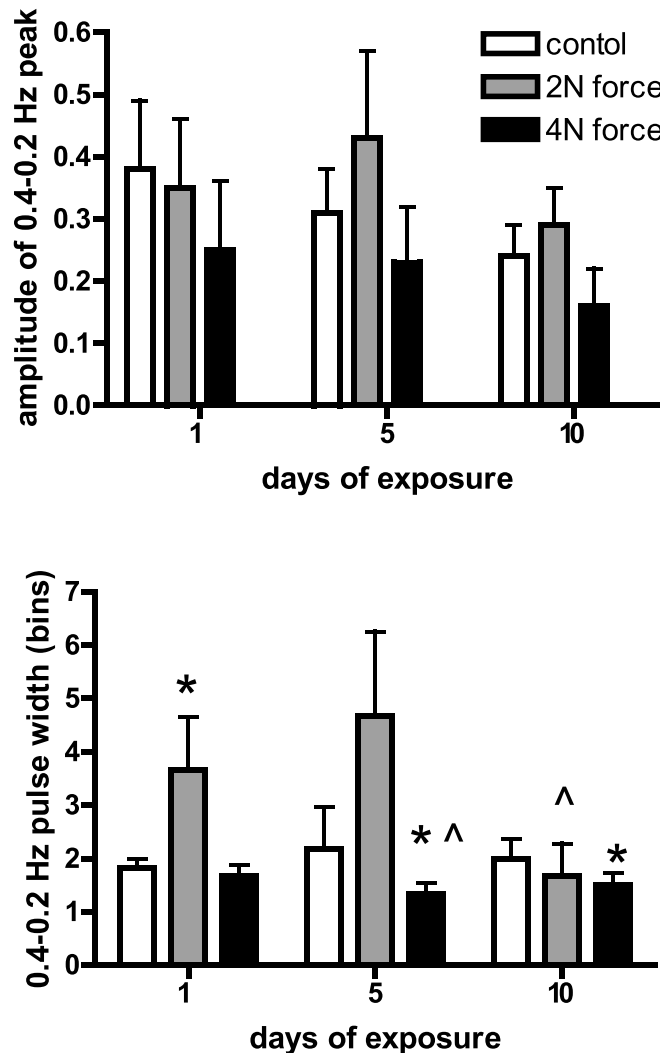 amplitude of 0.4-0.2 Hz peak
0.6
0.5
0.4
0.3
0.2
0.1
0.0
contol
2N force
4N force
1 5 10
days of exposure
0.4-0.2 Hz pulse width (bins)
7
6
5
4
3
2
1
0
*
* ^
^
*
1 5 10
days of exposure